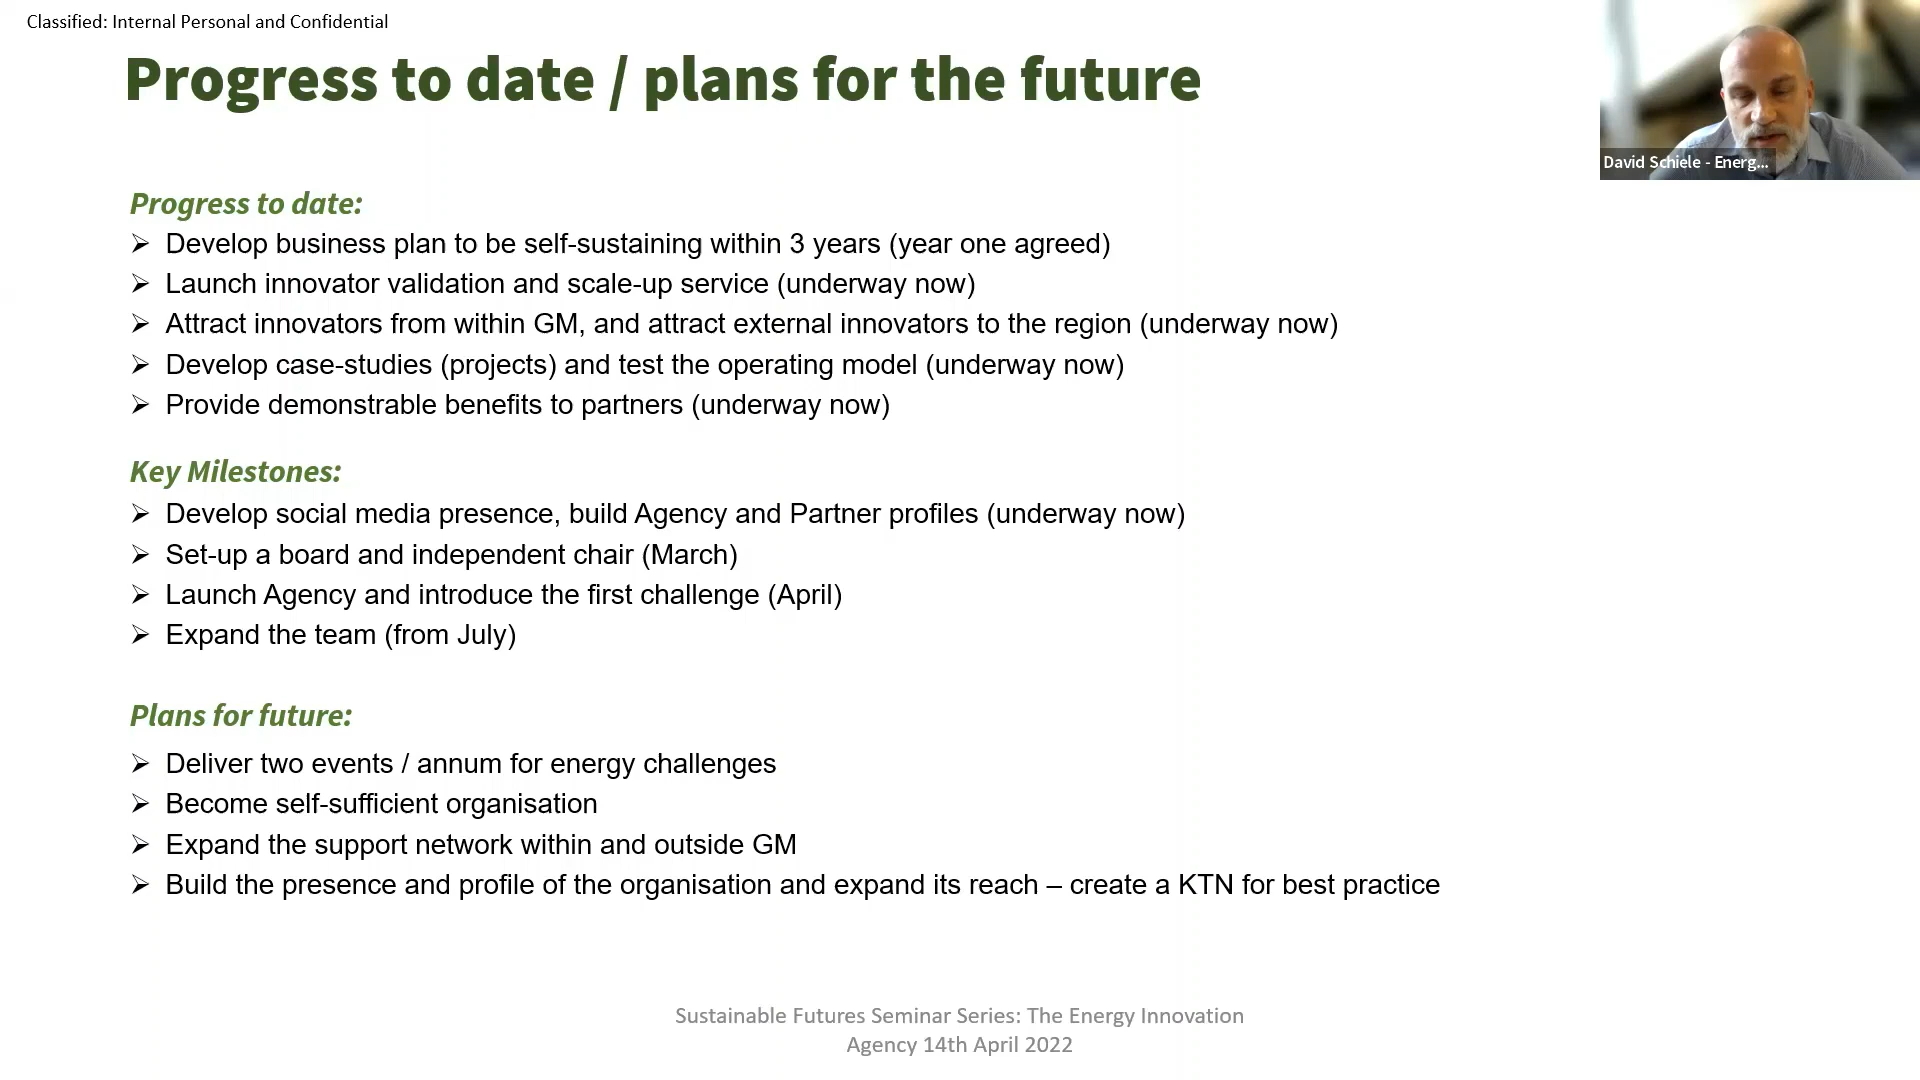 Classified: Internal Personal and Confidential
Progress to date / plans for the future
David Schiele - Energ...
Progress to date:
➢ Develop business plan to be self-sustaining within 3 years (year one agreed)
➢ Launch innovator validation and scale-up service (underway now)
➢ Attract innovators from within GM, and attract external innovators to the region (underway now)
➢ Develop case-studies (projects) and test the operating model (underway now)
➢ Provide demonstrable benefits to partners (underway now)
Key Milestones:
➢ Develop social media presence, build Agency and Partner profiles (underway now)
➢ Set-up a board and independent chair (March)
➢ Launch Agency and introduce the first challenge (April)
➢ Expand the team (from July)
Plans for future:
➢ Deliver two events / annum for energy challenges
➢ Become self-sufficient organisation
➢ Expand the support network within and outside GM
➢ Build the presence and profile of the organisation and expand its reach – create a KTN for best practice
Sustainable Futures Seminar Series: The Energy Innovation
Agency 14th April 2022